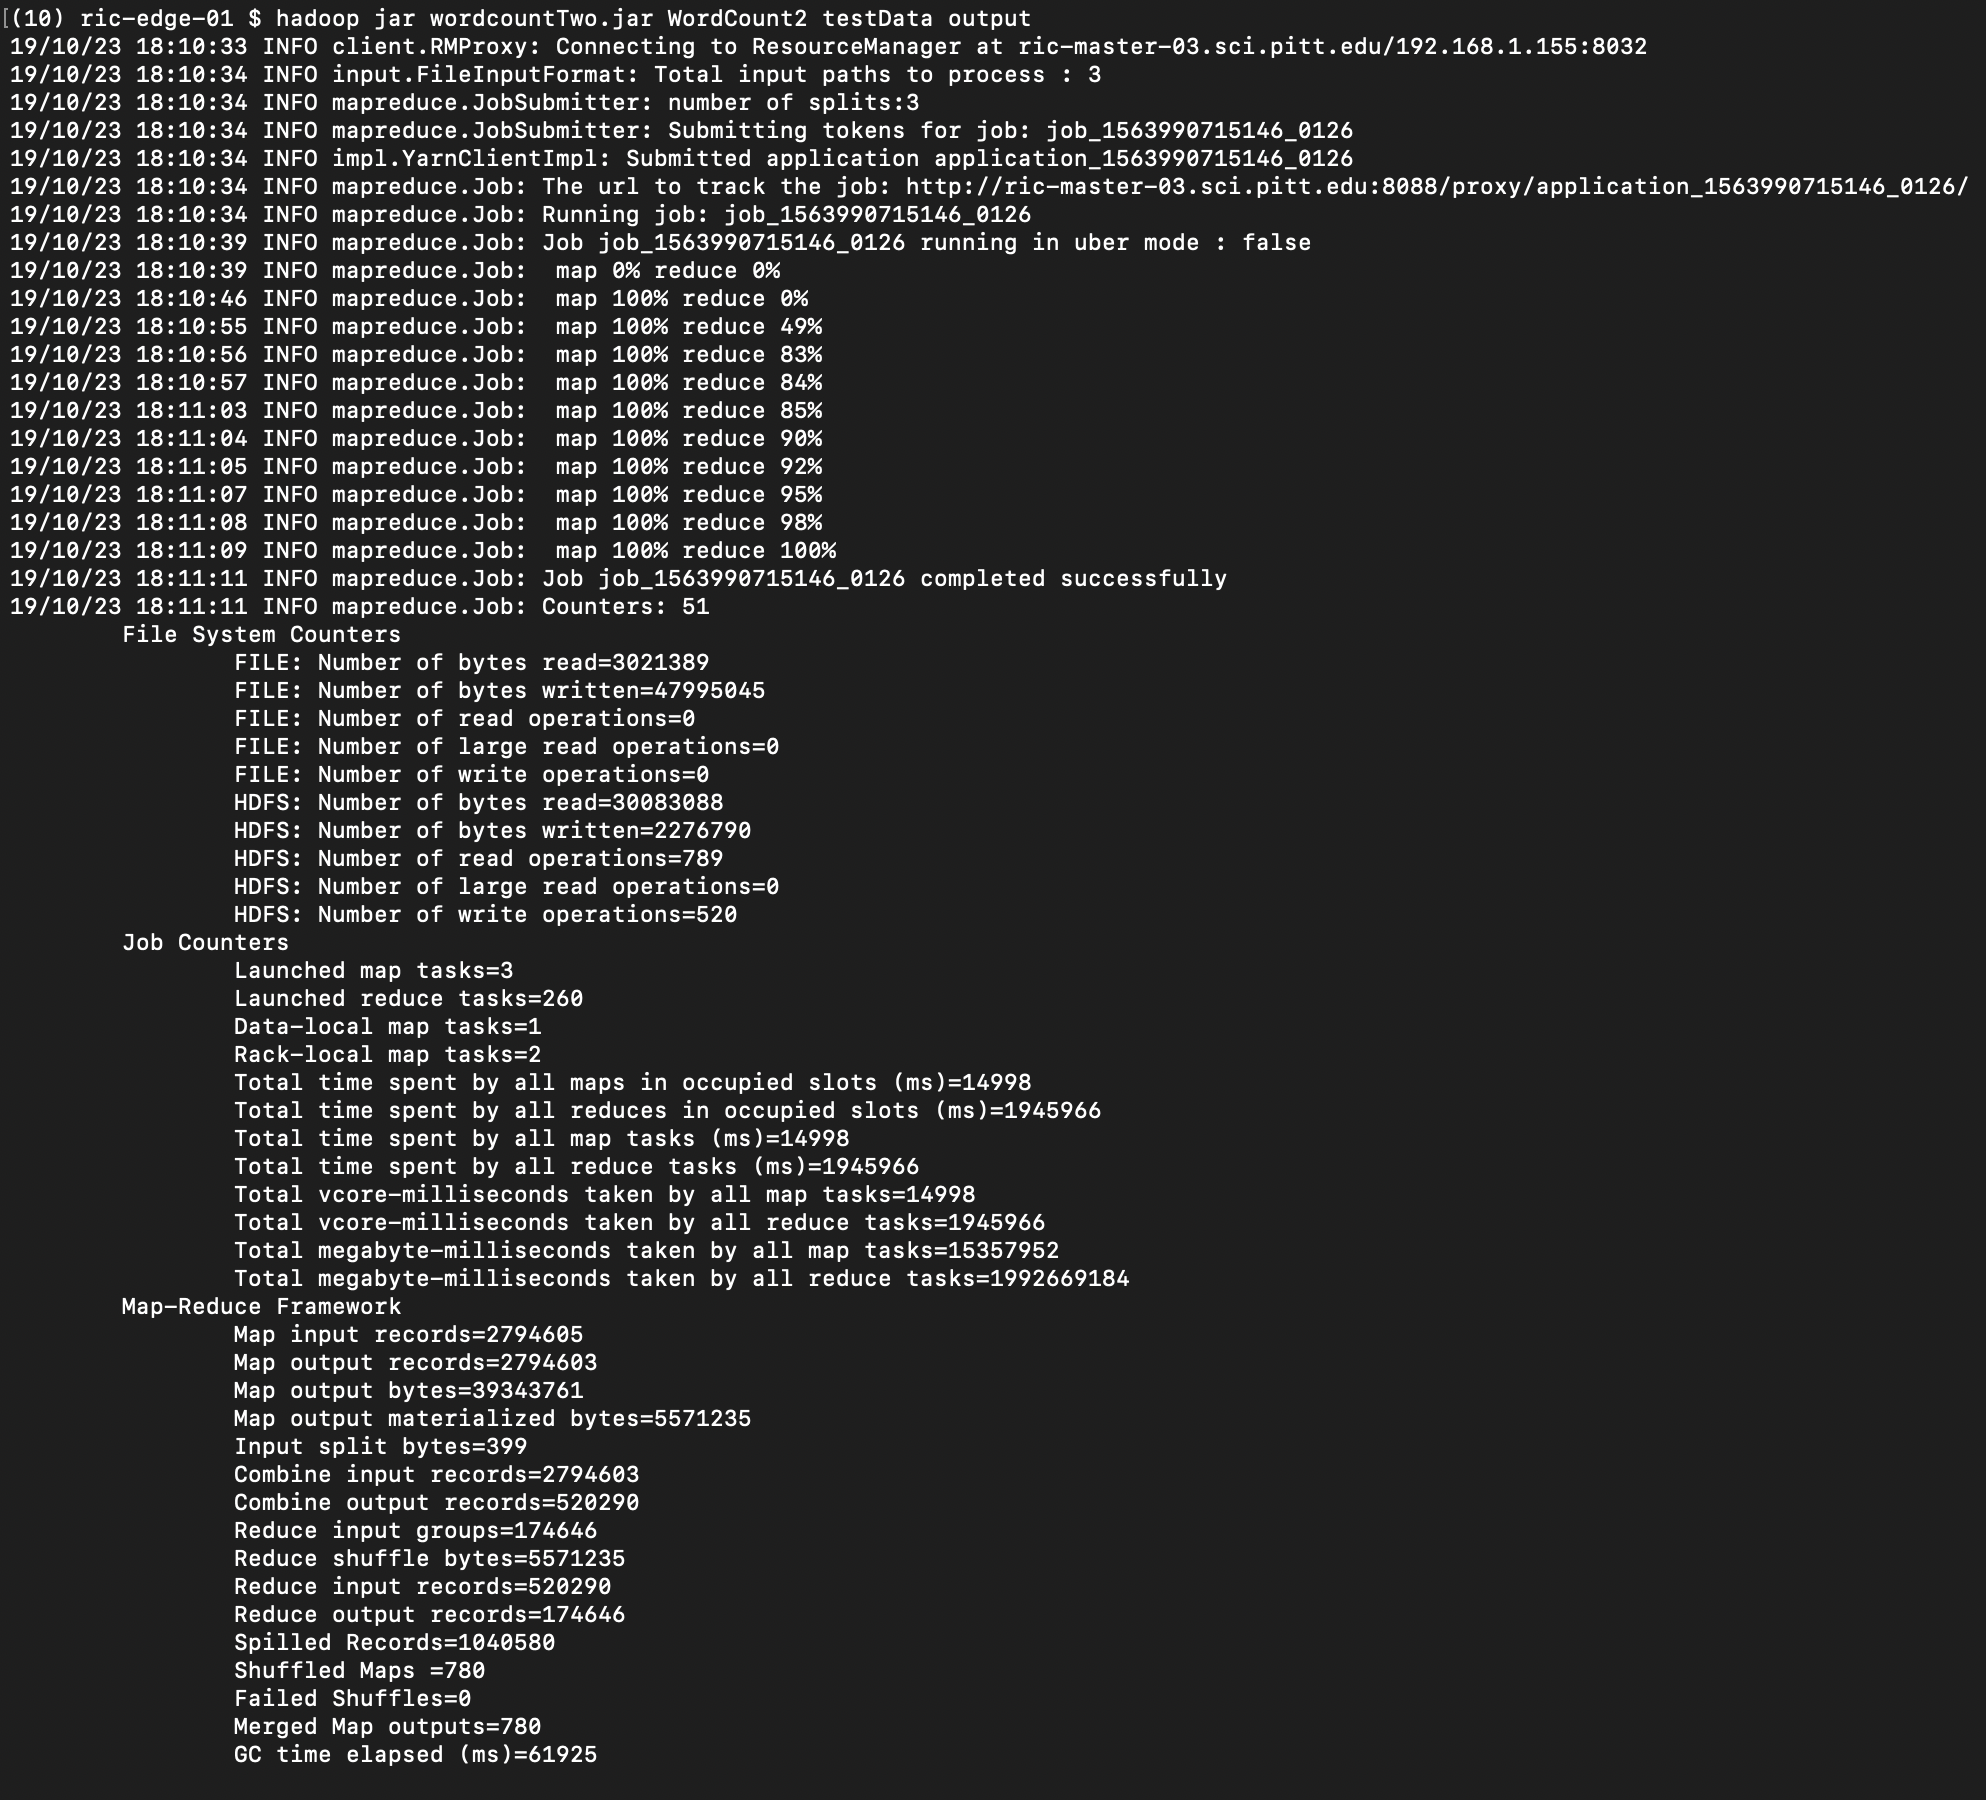 [(10) ric-edge-01 $ hadoop jar wordcountTwo.jar WordCount2 testData output
19/10/23 18:10:33 INFO client.RMProxy: Connecting to ResourceManager at ric-master-03.sci.pitt.edu/192.168.1.155:8032
19/10/23 18:10:34 INFO input.FileInputFormat: Total input paths to process : 3
19/10/23 18:10:34 INFO mapreduce.JobSubmitter: number of splits:3
19/10/23 18:10:34 INFO mapreduce.JobSubmitter: Submitting tokens for job: job_1563990715146_0126
19/10/23 18:10:34 INFO impl.YarnClientImpl: Submitted application application_1563990715146_0126
19/10/23 18:10:34 INFO mapreduce.Job: The url to track the job: http://ric-master-03.sci.pitt.edu:8088/proxy/application_1563990715146_0126/
19/10/23 18:10:34 INFO mapreduce.Job: Running job: job_1563990715146_0126
19/10/23 18:10:39 INFO mapreduce.Job: Job job_1563990715146_0126 running in uber mode : false
19/10/23 18:10:39 INFO mapreduce.Job:  map 0% reduce 0%
19/10/23 18:10:46 INFO mapreduce.Job:  map 100% reduce 0%
19/10/23 18:10:55 INFO mapreduce.Job:  map 100% reduce 49%
19/10/23 18:10:56 INFO mapreduce.Job:  map 100% reduce 83%
19/10/23 18:10:57 INFO mapreduce.Job:  map 100% reduce 84%
19/10/23 18:11:03 INFO mapreduce.Job:  map 100% reduce 85%
19/10/23 18:11:04 INFO mapreduce.Job:  map 100% reduce 90%
19/10/23 18:11:05 INFO mapreduce.Job:  map 100% reduce 92%
19/10/23 18:11:07 INFO mapreduce.Job:  map 100% reduce 95%
19/10/23 18:11:08 INFO mapreduce.Job:  map 100% reduce 98%
19/10/23 18:11:09 INFO mapreduce.Job:  map 100% reduce 100%
19/10/23 18:11:11 INFO mapreduce.Job: Job job_1563990715146_0126 completed successfully
19/10/23 18:11:11 INFO mapreduce.Job: Counters: 51
File System Counters
FILE: Number of bytes read=3021389
FILE: Number of bytes written=47995045
FILE: Number of read operations=0
FILE: Number of large read operations=0
FILE: Number of write operations=0
HDFS: Number of bytes read=30083088
HDFS: Number of bytes written=2276790
HDFS: Number of read operations=789
HDFS: Number of large read operations=0
HDFS: Number of write operations=520
Job Counters
Launched map tasks=3
Launched reduce tasks=260
Data-local map tasks=1
Rack-local map tasks=2
Total time spent by all maps in occupied slots (ms)=14998
Total time spent by all reduces in occupied slots (ms)=1945966
Total time spent by all map tasks (ms)=14998
Total time spent by all reduce tasks (ms)=1945966
Total vcore-milliseconds taken by all map tasks=14998
Total vcore-milliseconds taken by all reduce tasks=1945966
Total megabyte-milliseconds taken by all map tasks=15357952
Total megabyte-milliseconds taken by all reduce tasks=1992669184
Map-Reduce Framework
Map input records=2794605
Map output records=2794603
Map output bytes=39343761
Map output materialized bytes=5571235
Input split bytes=399
Combine input records=2794603
Combine output records=520290
Reduce input groups=174646
Reduce shuffle bytes=5571235
Reduce input records=520290
Reduce output records=174646
Spilled Records=1040580
Shuffled Maps =780
Failed Shuffles=0
Merged Map outputs=780
GC time elapsed (ms)=61925